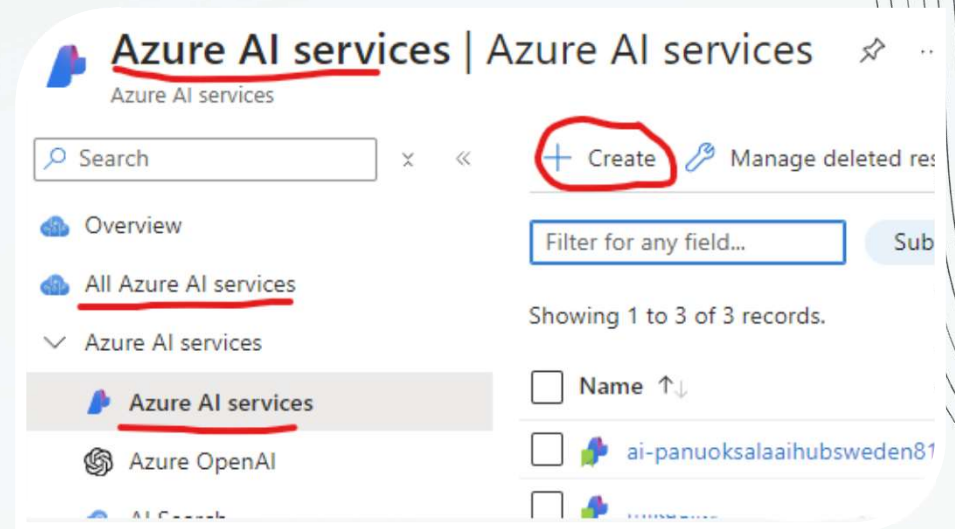 Azure AI services | Azure AI services
Azure AI services
Search
+ Create Manage deleted res
Overview
Filter for any field... Sub
All Azure AI services
Showing 1 to 3 of 3 records.
Azure AI services
Name ↑↓
Azure AI services
ai-panuoksalaaihubsweden81
Azure OpenAI
AI Search